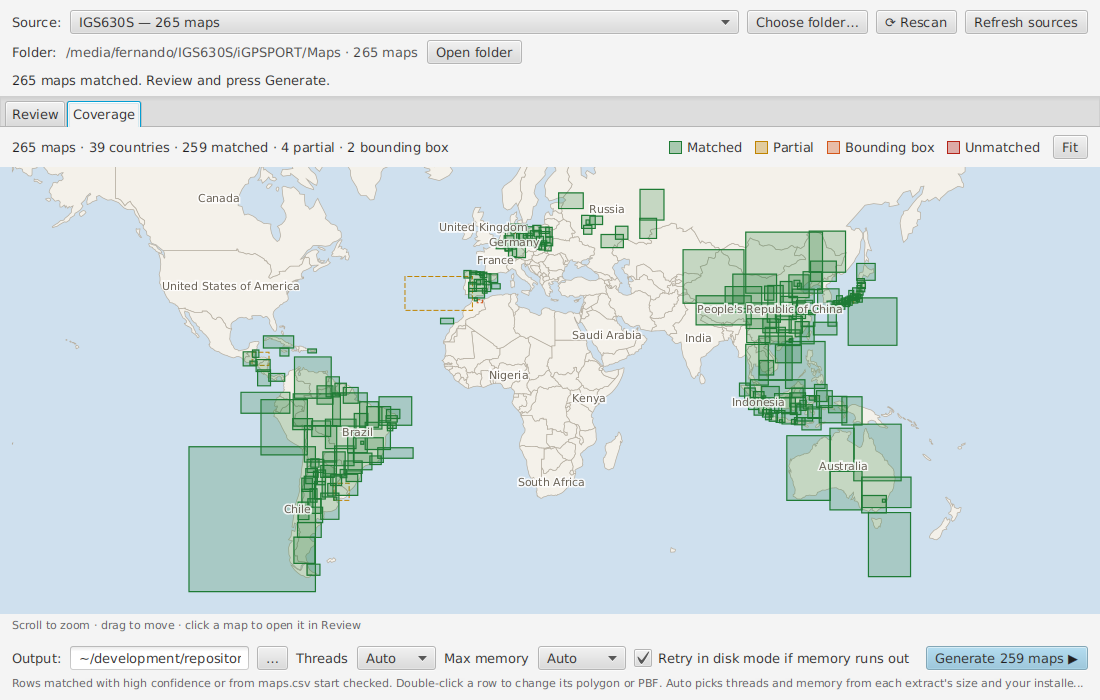 Source: IGS630S — 265 maps Choose folder... ⟳ Rescan Refresh sources
Folder: /media/fernando/IGS630S/iGPSPORT/Maps · 265 maps Open folder
265 maps matched. Review and press Generate.
Review Coverage
265 maps · 39 countries · 259 matched · 4 partial · 2 bounding box Matched Partial Bounding box Unmatched Fit
Canada
Russia
United Kingdom
Germany
France
United States of America
People's Republic of China
Saudi Arabia
India
Nigeria
Kenya
Indonesia
Brazil
Australia
South Africa
Chile
Scroll to zoom · drag to move · click a map to open it in Review
Output: ~/development/repositor ... Threads Auto Max memory Auto Retry in disk mode if memory runs out Generate 259 maps ▶
Rows matched with high confidence or from maps.csv start checked. Double-click a row to change its polygon or PBF. Auto picks threads and memory from each extract's size and your installe...